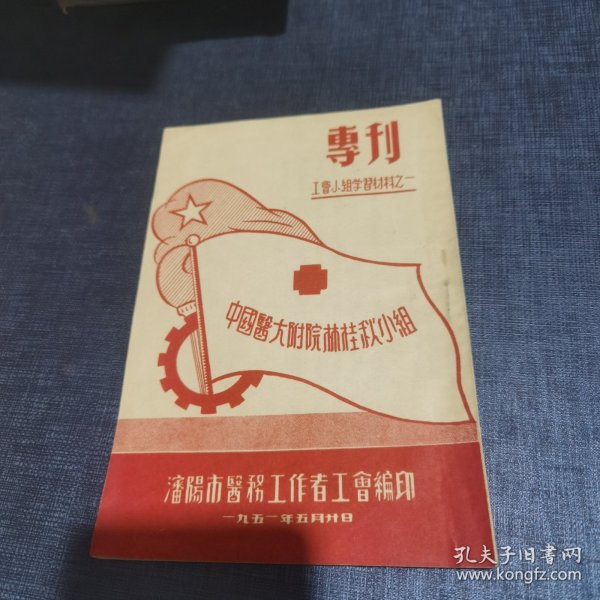 專刊
工會小組学習材料之一
中國醫大附院林桂秋小組
瀋陽市醫務工作者工會編印
一九五一年五月廿日
孔夫子旧书网
www.kongfz.com